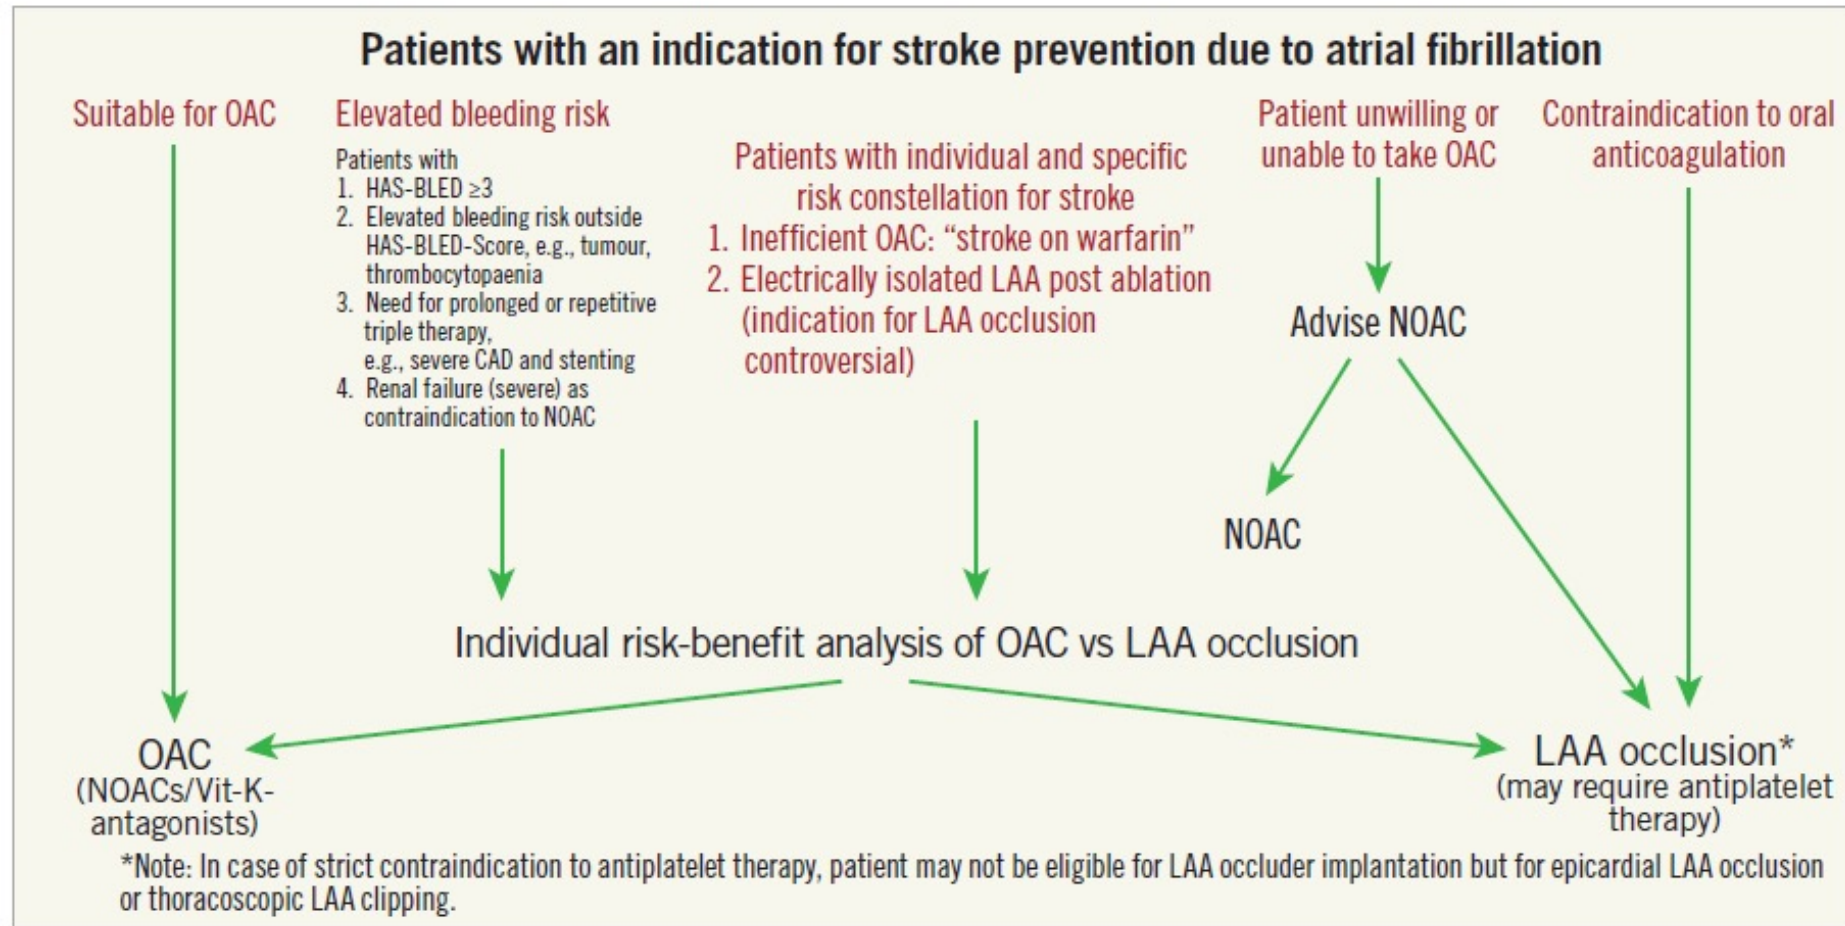 Patients with an indication for stroke prevention due to atrial fibrillation
Suitable for OAC
Elevated bleeding risk
Patients with
1. HAS-BLED ≥3
2. Elevated bleeding risk outside
HAS-BLED-Score, e.g., tumour,
thrombocytopaenia
3. Need for prolonged or repetitive
triple therapy,
e.g., severe CAD and stenting
4. Renal failure (severe) as
contraindication to NOAC
Patients with individual and specific
risk constellation for stroke
1. Inefficient OAC: “stroke on warfarin”
2. Electrically isolated LAA post ablation
(indication for LAA occlusion
controversial)
Patient unwilling or
unable to take OAC
Contraindication to oral
anticoagulation
Advise NOAC
NOAC
Individual risk-benefit analysis of OAC vs LAA occlusion
OAC
(NOACs/Vit-K-
antagonists)
LAA occlusion*
(may require antiplatelet
therapy)
*Note: In case of strict contraindication to antiplatelet therapy, patient may not be eligible for LAA occluder implantation but for epicardial LAA occlusion
or thoracoscopic LAA clipping.